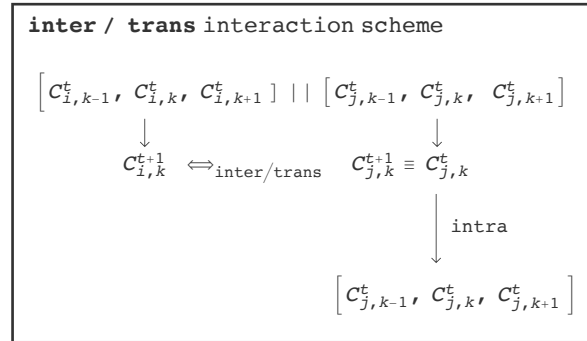 inter / trans interaction scheme
[C^t_{i,k-1}, C^t_{i,k}, C^t_{i,k+1}] || [C^t_{j,k-1}, C^t_{j,k}, C^t_{j,k+1}]
↓ ↓
C^{t+1}_{i,k} ⇔_{inter/trans} C^{t+1}_{j,k} ≡ C^t_{j,k}
↓ intra
[C^t_{j,k-1}, C^t_{j,k}, C^t_{j,k+1}]